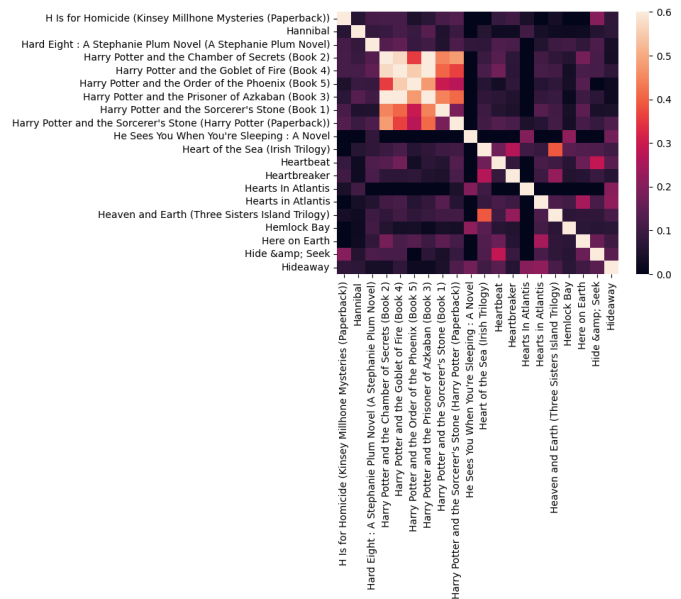 H Is for Homicide (Kinsey Millhone Mysteries (Paperback))
Hannibal
Hard Eight : A Stephanie Plum Novel (A Stephanie Plum Novel)
Harry Potter and the Chamber of Secrets (Book 2)
Harry Potter and the Goblet of Fire (Book 4)
Harry Potter and the Order of the Phoenix (Book 5)
Harry Potter and the Prisoner of Azkaban (Book 3)
Harry Potter and the Sorcerer's Stone (Book 1)
Harry Potter and the Sorcerer's Stone (Harry Potter (Paperback))
He Sees You When You're Sleeping : A Novel
Heart of the Sea (Irish Trilogy)
Heartbeat
Heartbreaker
Hearts In Atlantis
Hearts in Atlantis
Heaven and Earth (Three Sisters Island Trilogy)
Hemlock Bay
Here on Earth
Hide &amp; Seek
Hideaway
0.6
0.5
0.4
0.3
0.2
0.1
0.0
H Is for Homicide (Kinsey Millhone Mysteries (Paperback))
Hannibal
Hard Eight : A Stephanie Plum Novel (A Stephanie Plum Novel)
Harry Potter and the Chamber of Secrets (Book 2)
Harry Potter and the Goblet of Fire (Book 4)
Harry Potter and the Order of the Phoenix (Book 5)
Harry Potter and the Prisoner of Azkaban (Book 3)
Harry Potter and the Sorcerer's Stone (Book 1)
Harry Potter and the Sorcerer's Stone (Harry Potter (Paperback))
He Sees You When You're Sleeping : A Novel
Heart of the Sea (Irish Trilogy)
Heartbeat
Heartbreaker
Hearts In Atlantis
Hearts in Atlantis
Heaven and Earth (Three Sisters Island Trilogy)
Hemlock Bay
Here on Earth
Hide &amp; Seek
Hideaway